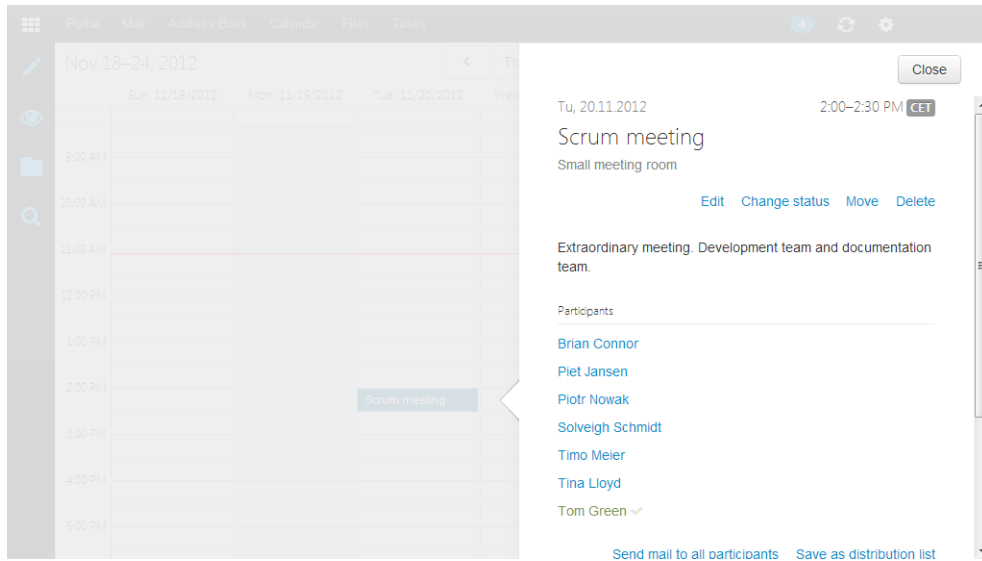 Portal Mail Address Book Calendar Files Tasks 4
Nov 18–24, 2012
Sun, 11/18/2012 Mon, 11/19/2012 Tue, 11/20/2012
9:00 AM
10:00 AM
11:00 AM
12:00 PM
1:00 PM
2:00 PM
Scrum meeting
3:00 PM
4:00 PM
5:00 PM
Close
Tu, 20.11.2012 2:00–2:30 PM CET
Scrum meeting
Small meeting room
Edit Change status Move Delete
Extraordinary meeting. Development team and documentation
team.
Participants
Brian Connor
Piet Jansen
Piotr Nowak
Solveigh Schmidt
Timo Meier
Tina Lloyd
Tom Green
Send mail to all participants Save as distribution list